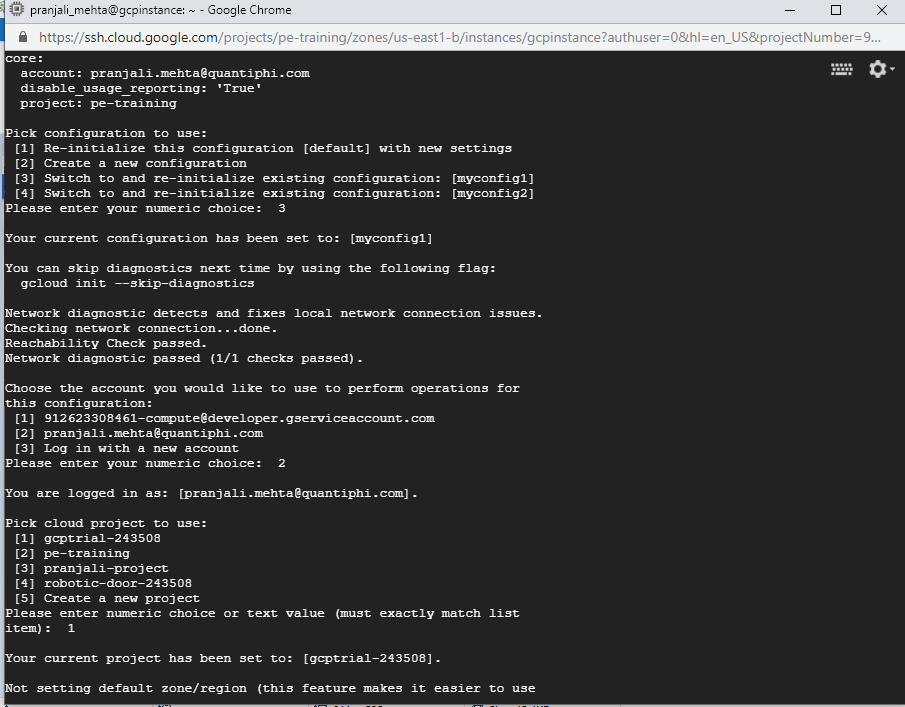 pranjali_mehta@gcpinstance: ~ - Google Chrome
https://ssh.cloud.google.com/projects/pe-training/zones/us-east1-b/instances/gcpinstance?authuser=0&hl=en_US&projectNumber=9...
core:
  account: pranjali.mehta@quantiphi.com
  disable_usage_reporting: 'True'
  project: pe-training

Pick configuration to use:
 [1] Re-initialize this configuration [default] with new settings
 [2] Create a new configuration
 [3] Switch to and re-initialize existing configuration: [myconfig1]
 [4] Switch to and re-initialize existing configuration: [myconfig2]
Please enter your numeric choice:  3

Your current configuration has been set to: [myconfig1]

You can skip diagnostics next time by using the following flag:
  gcloud init --skip-diagnostics

Network diagnostic detects and fixes local network connection issues.
Checking network connection...done.
Reachability Check passed.
Network diagnostic passed (1/1 checks passed).

Choose the account you would like to use to perform operations for
this configuration:
 [1] 912623308461-compute@developer.gserviceaccount.com
 [2] pranjali.mehta@quantiphi.com
 [3] Log in with a new account
Please enter your numeric choice:  2

You are logged in as: [pranjali.mehta@quantiphi.com].

Pick cloud project to use:
 [1] gcptrial-243508
 [2] pe-training
 [3] pranjali-project
 [4] robotic-door-243508
 [5] Create a new project
Please enter numeric choice or text value (must exactly match list
item):  1

Your current project has been set to: [gcptrial-243508].

Not setting default zone/region (this feature makes it easier to use